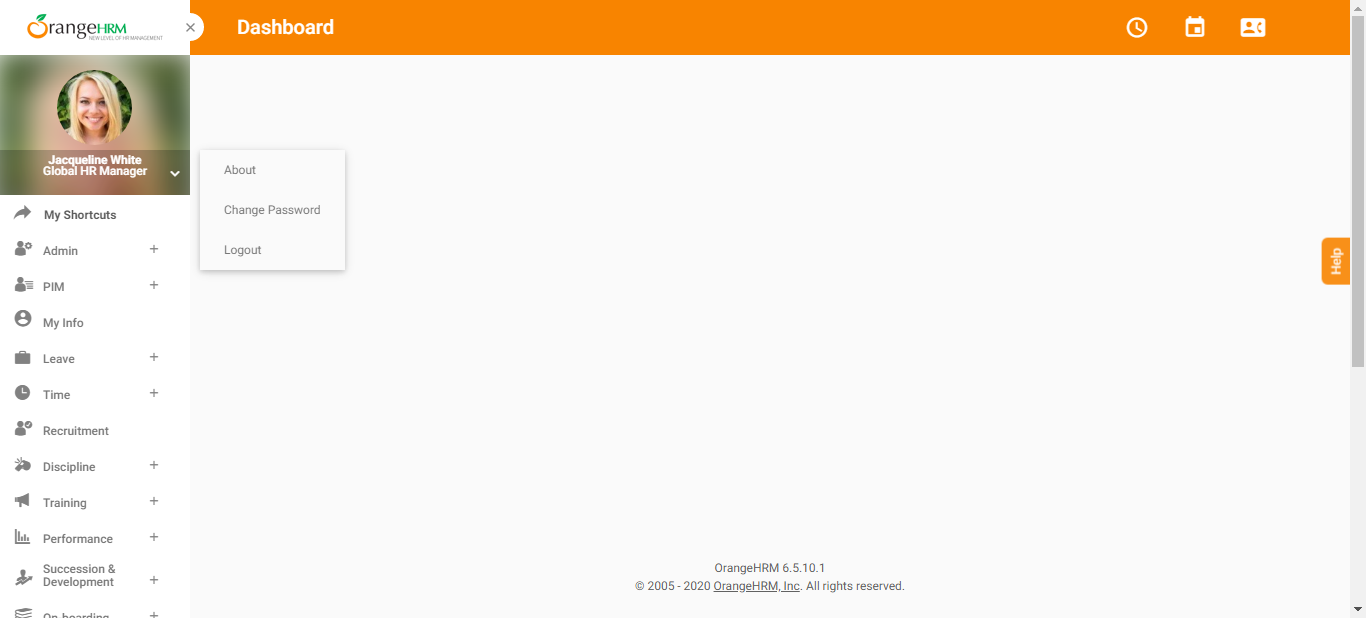 OrangeHRM
NEW LEVEL OF HR MANAGEMENT
Dashboard
Jacqueline White
Global HR Manager
About
Change Password
Logout
My Shortcuts
Admin
PIM
My Info
Leave
Time
Recruitment
Discipline
Training
Performance
Succession &
Development
On-boarding
Help
OrangeHRM 6.5.10.1
© 2005 - 2020 OrangeHRM, Inc. All rights reserved.